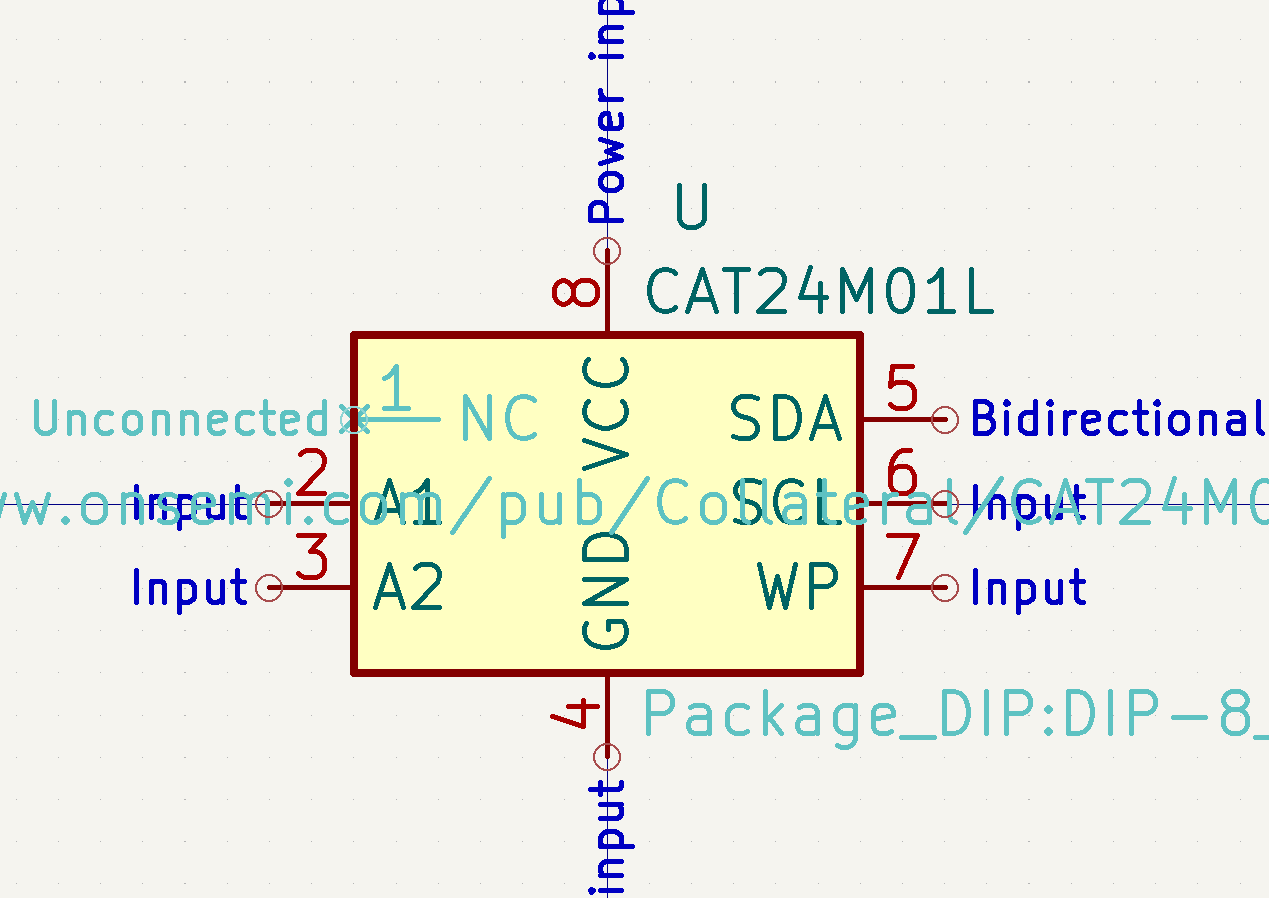 Power inp
U
8
CAT24M01L
VCC
1
Unconnected
NC
SDA
5
Bidirectional
2
Input
A1
SCL
6
Input
w.onsemi.com/pub/Collateral/CAT24M0
3
Input
A2
WP
7
Input
GND
4
Package_DIP:DIP-8_
input